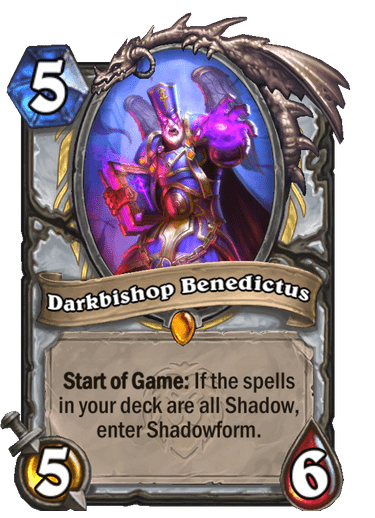 5
Darkbishop Benedictus
Start of Game: If the spells
in your deck are all Shadow,
enter Shadowform.
5
6